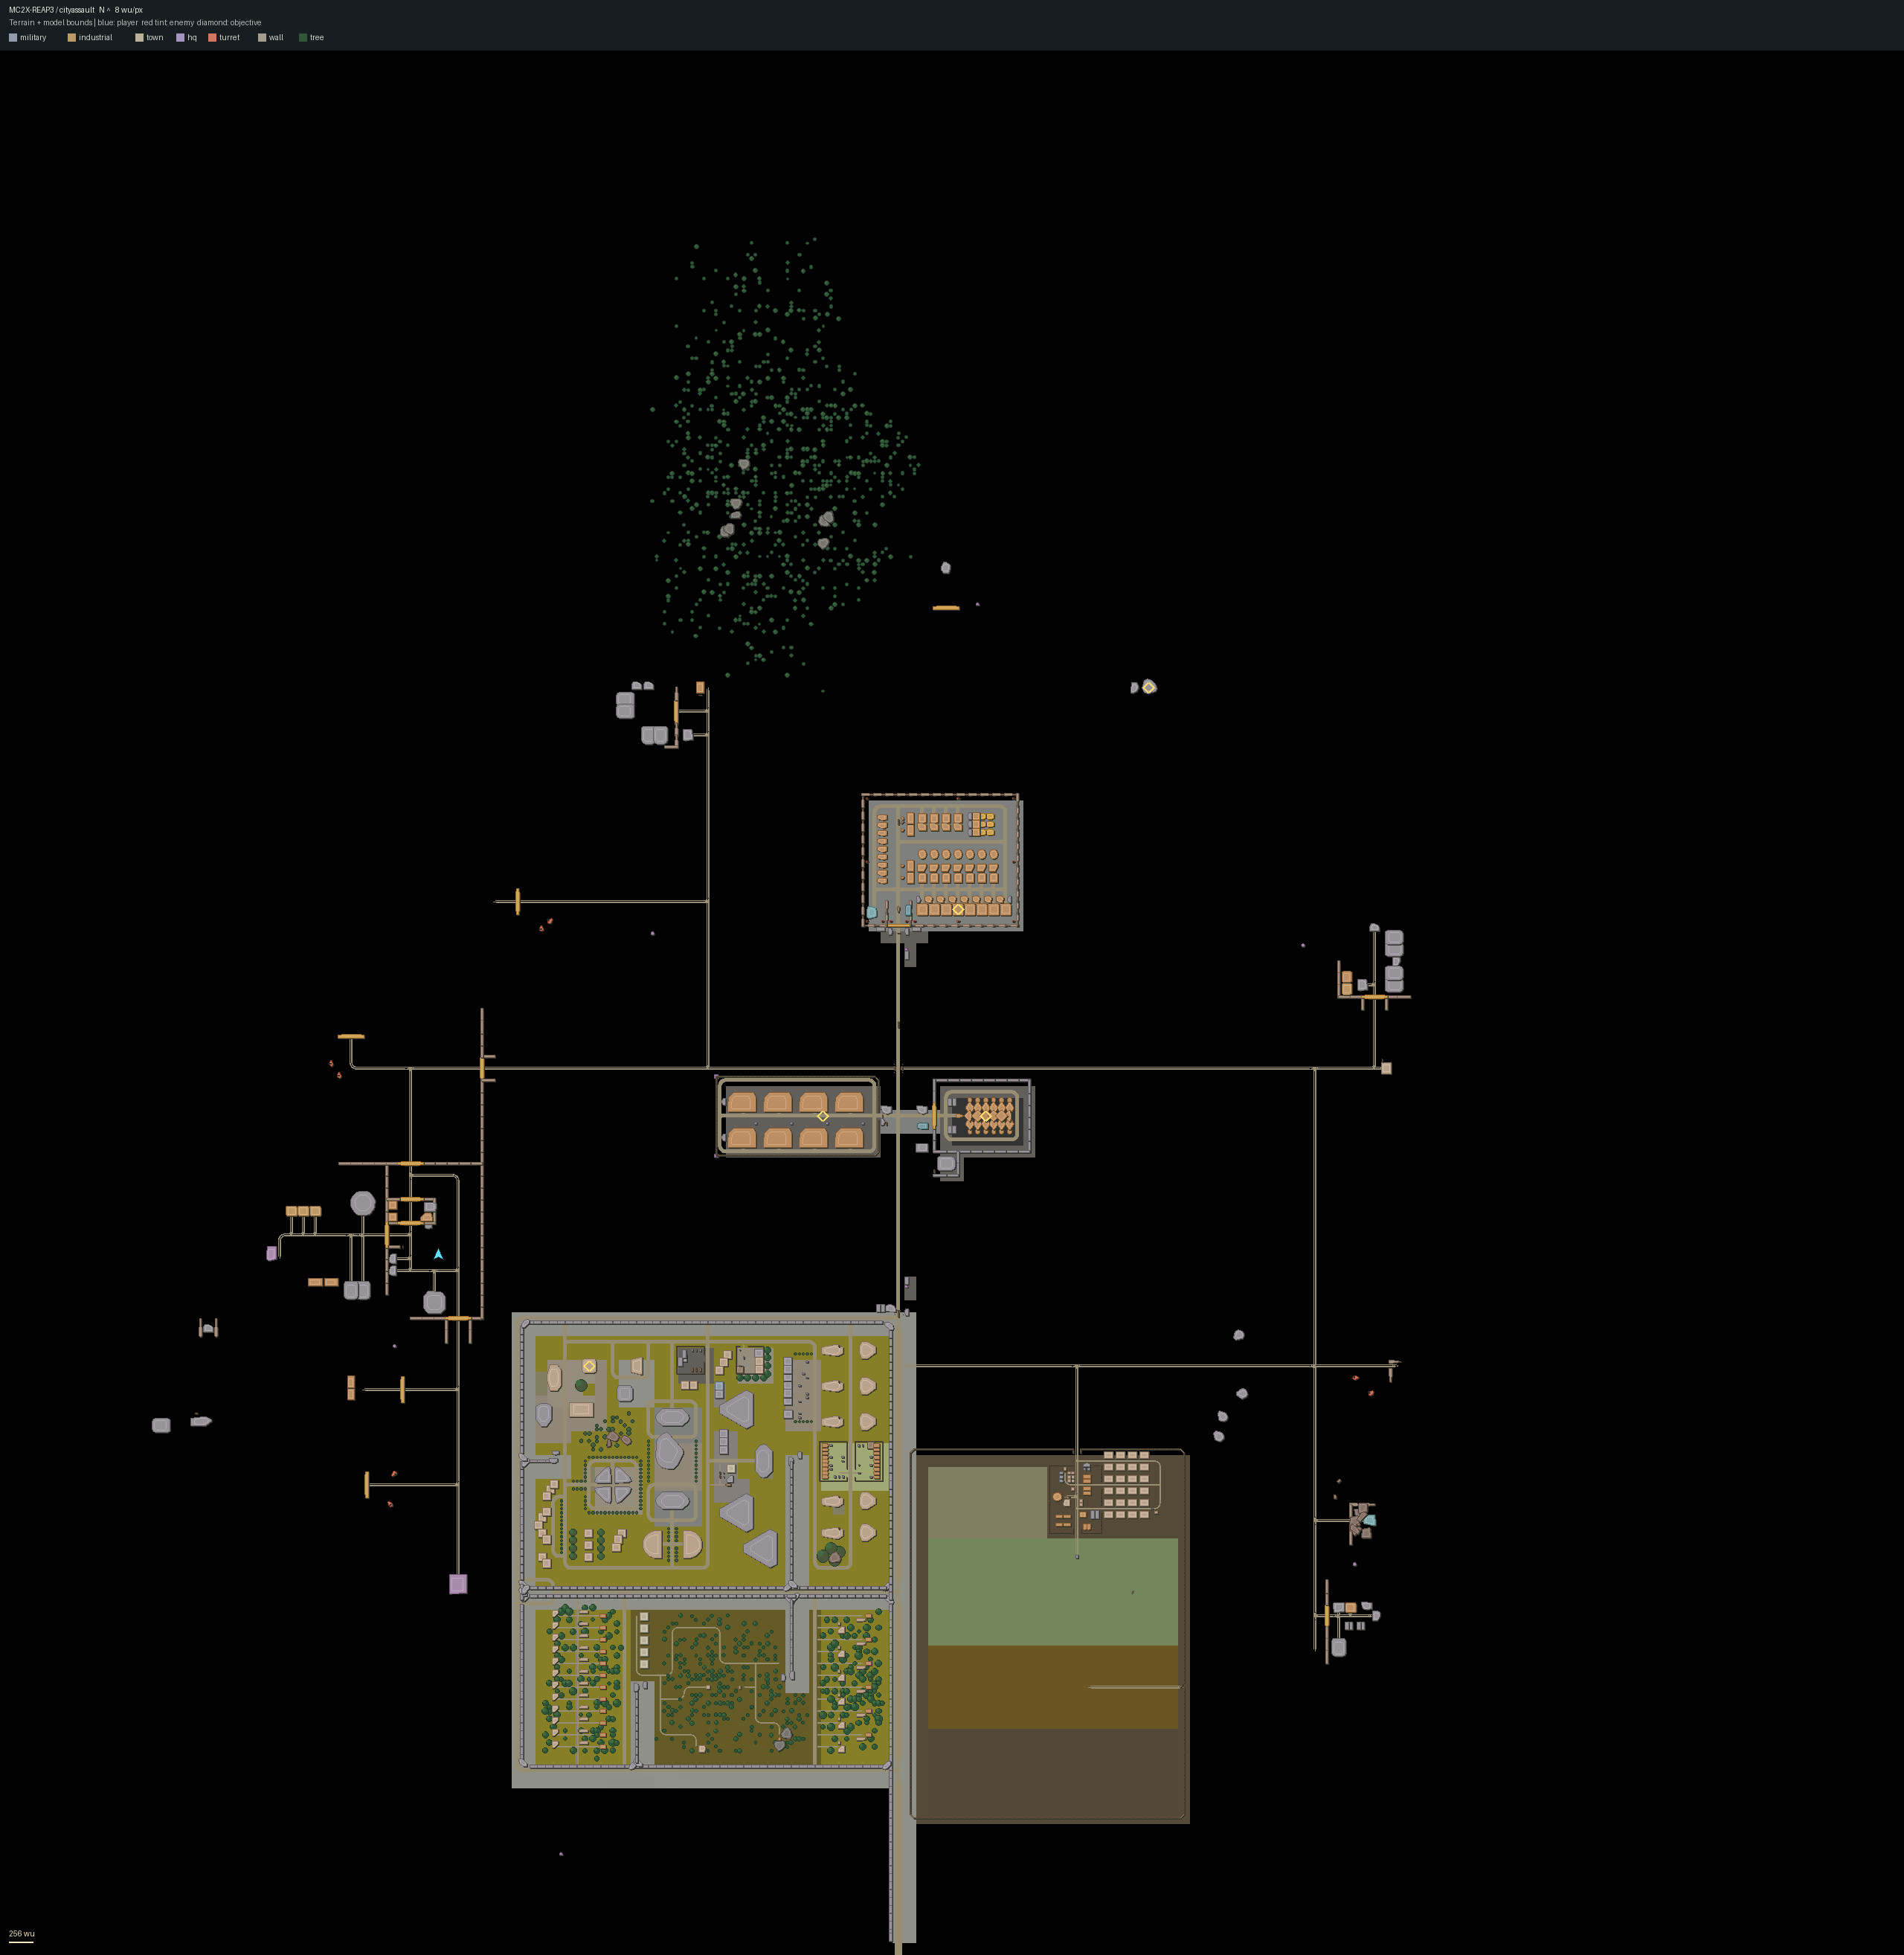 MC2X-REAP3 / cityassault  N ^  8 wu/px
Terrain + model bounds | blue: player  red tint: enemy  diamond: objective
military  industrial  town  hq  turret  wall  tree
256 wu